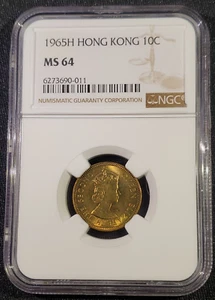 1965H HONG KONG 10C
MS 64
6273690-011
NUMISMATIC GUARANTY CORPORATION
NGC